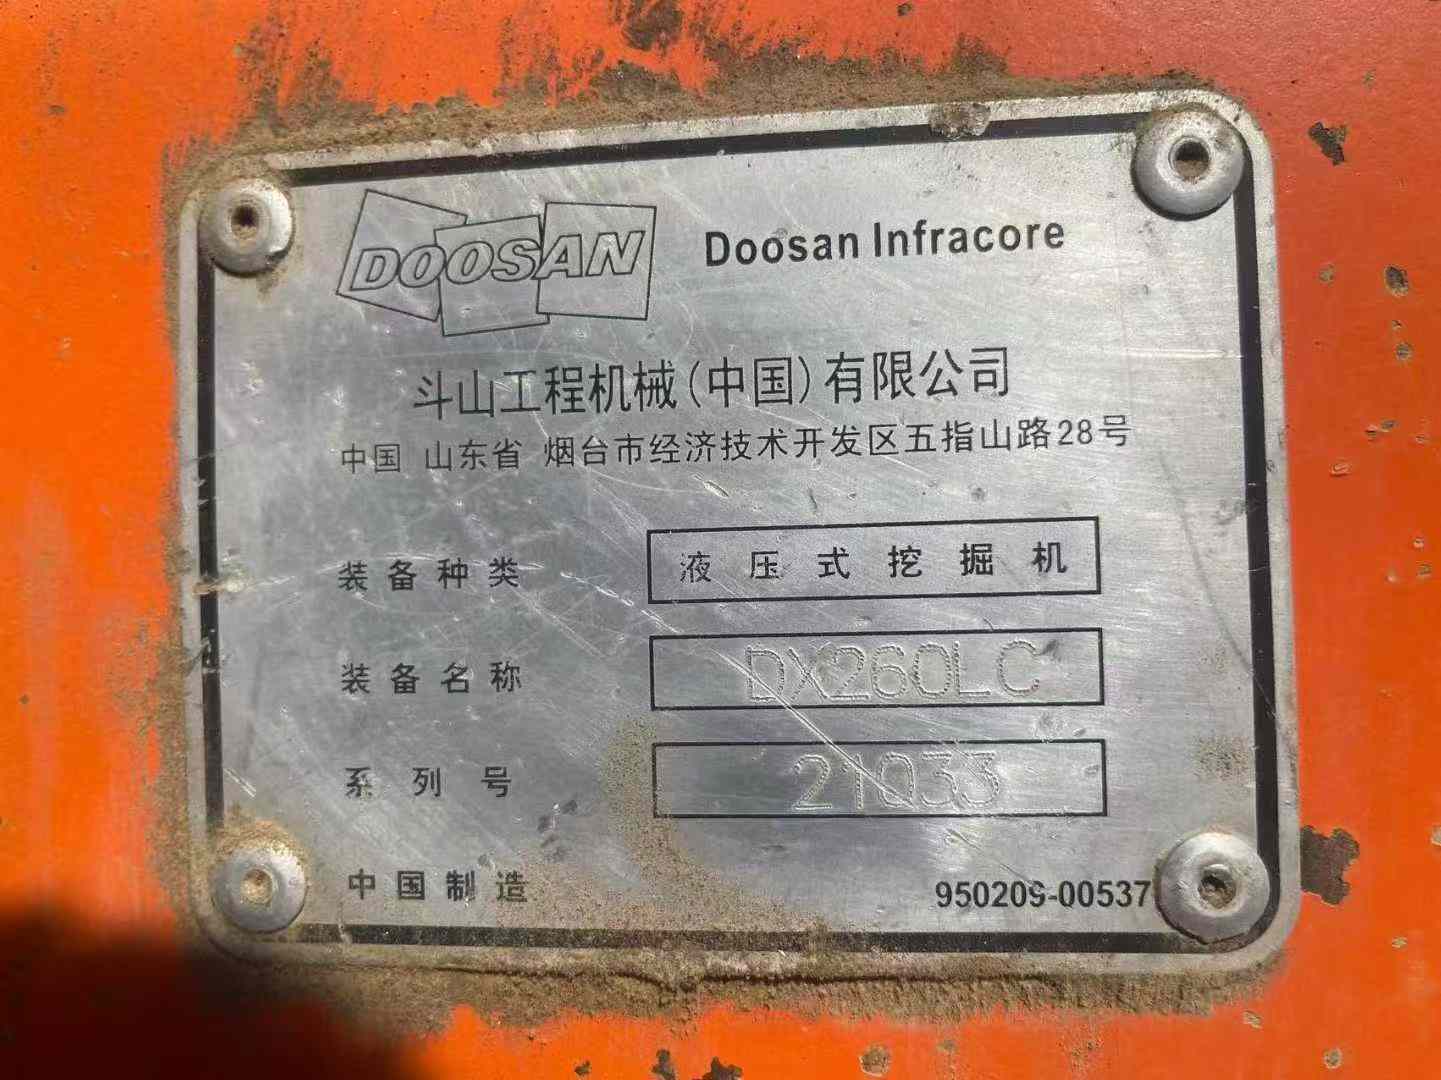 DOOSAN Doosan Infracore
斗山工程机械(中国)有限公司
中国 山东省 烟台市经济技术开发区五指山路28号
装备种类 液压式挖掘机
装备名称 DX260LC
系列号 21033
中国制造 950209-00537